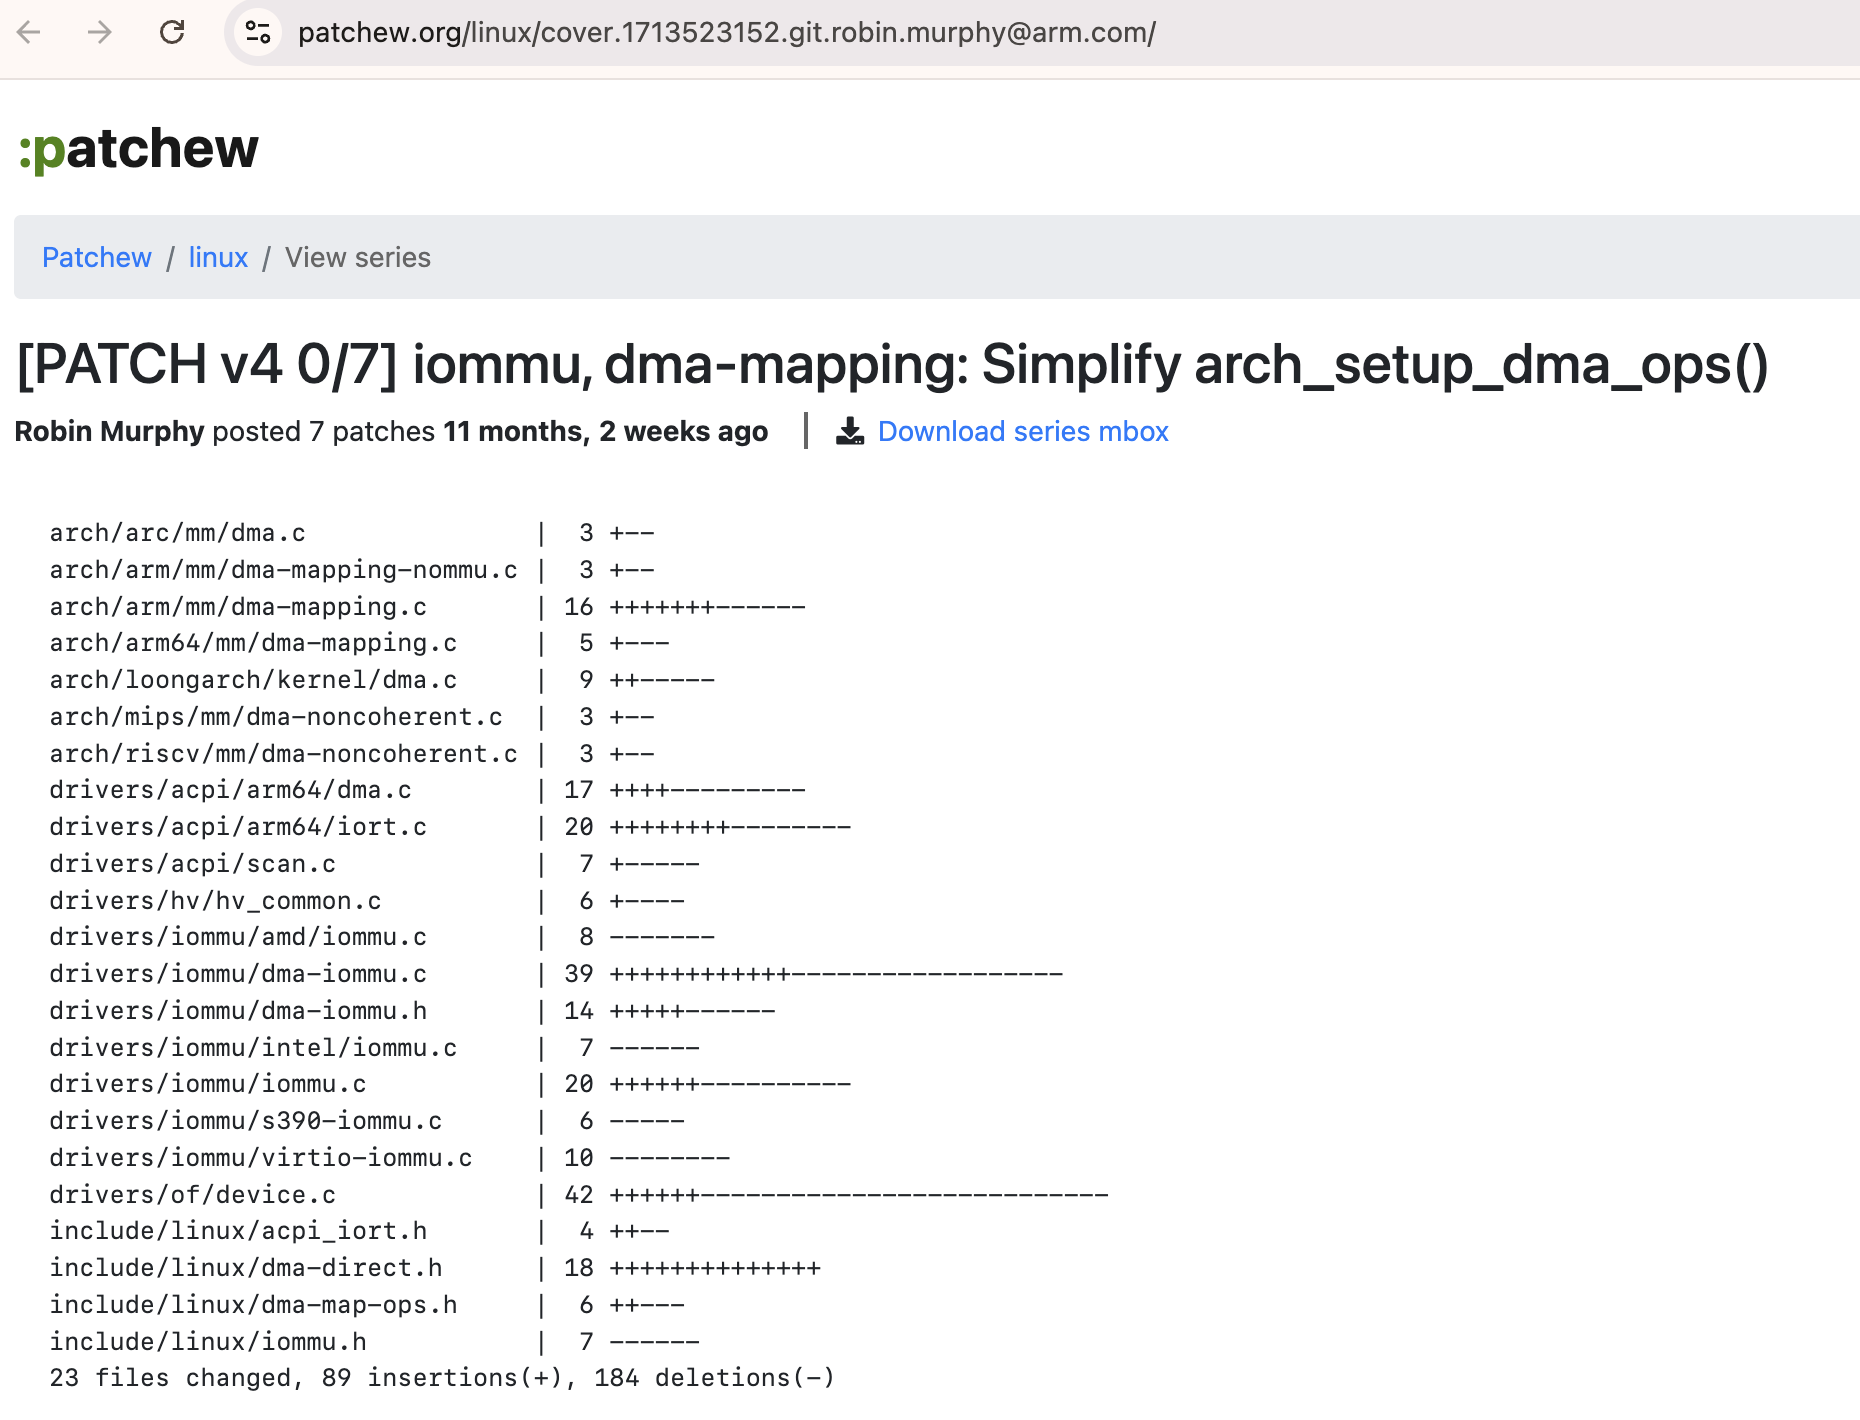 patchew.org/linux/cover.1713523152.git.robin.murphy@arm.com/
:patchew
Patchew / linux / View series
[PATCH v4 0/7] iommu, dma-mapping: Simplify arch_setup_dma_ops()
Robin Murphy posted 7 patches 11 months, 2 weeks ago | Download series mbox
arch/arc/mm/dma.c               |  3 +--
arch/arm/mm/dma-mapping-nommu.c |  3 +--
arch/arm/mm/dma-mapping.c       | 16 +++++++------
arch/arm64/mm/dma-mapping.c     |  5 +---
arch/loongarch/kernel/dma.c     |  9 ++-----
arch/mips/mm/dma-noncoherent.c  |  3 +--
arch/riscv/mm/dma-noncoherent.c |  3 +--
drivers/acpi/arm64/dma.c        | 17 ++++---------
drivers/acpi/arm64/iort.c       | 20 ++++++++--------
drivers/acpi/scan.c             |  7 +-----
drivers/hv/hv_common.c          |  6 +----
drivers/iommu/amd/iommu.c       |  8 -------
drivers/iommu/dma-iommu.c       | 39 ++++++++++++------------------
drivers/iommu/dma-iommu.h       | 14 +++++------
drivers/iommu/intel/iommu.c     |  7 ------
drivers/iommu/iommu.c           | 20 ++++++----------
drivers/iommu/s390-iommu.c      |  6 -----
drivers/iommu/virtio-iommu.c    | 10 --------
drivers/of/device.c             | 42 ++++++---------------------------
include/linux/acpi_iort.h       |  4 ++--
include/linux/dma-direct.h      | 18 ++++++++++++++
include/linux/dma-map-ops.h     |  6 ++---
include/linux/iommu.h           |  7 ------
23 files changed, 89 insertions(+), 184 deletions(-)